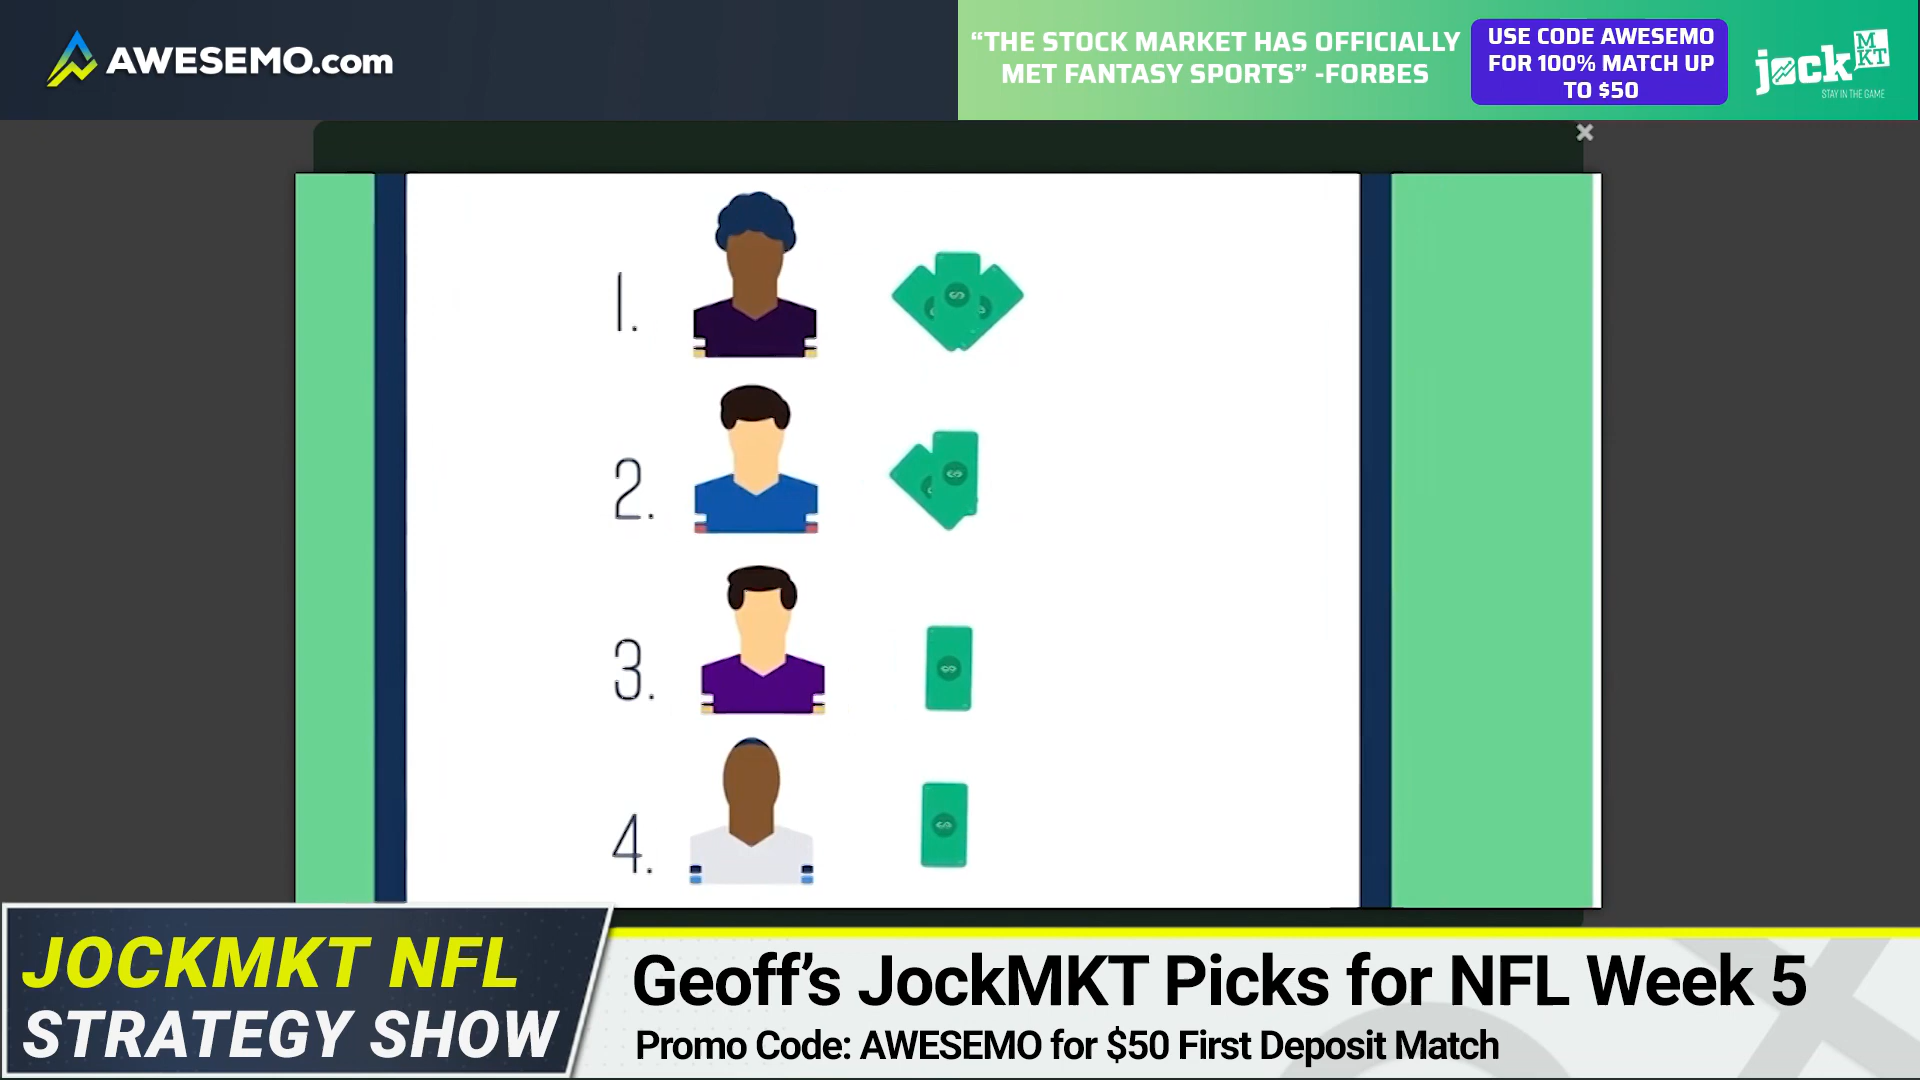 AWESEMO.com
“THE STOCK MARKET HAS OFFICIALLY
MET FANTASY SPORTS” -FORBES
USE CODE AWESEMO
FOR 100% MATCH UP
TO $50
jock MKT
STAY IN THE GAME
1.
2.
3.
4.
JOCKMKT NFL
STRATEGY SHOW
Geoff’s JockMKT Picks for NFL Week 5
Promo Code: AWESEMO for $50 First Deposit Match